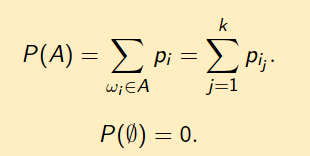 P(A) = ∑_{ω_i∈A} p_i = ∑_{j=1}^{k} p_{i_j}.
P(∅) = 0.